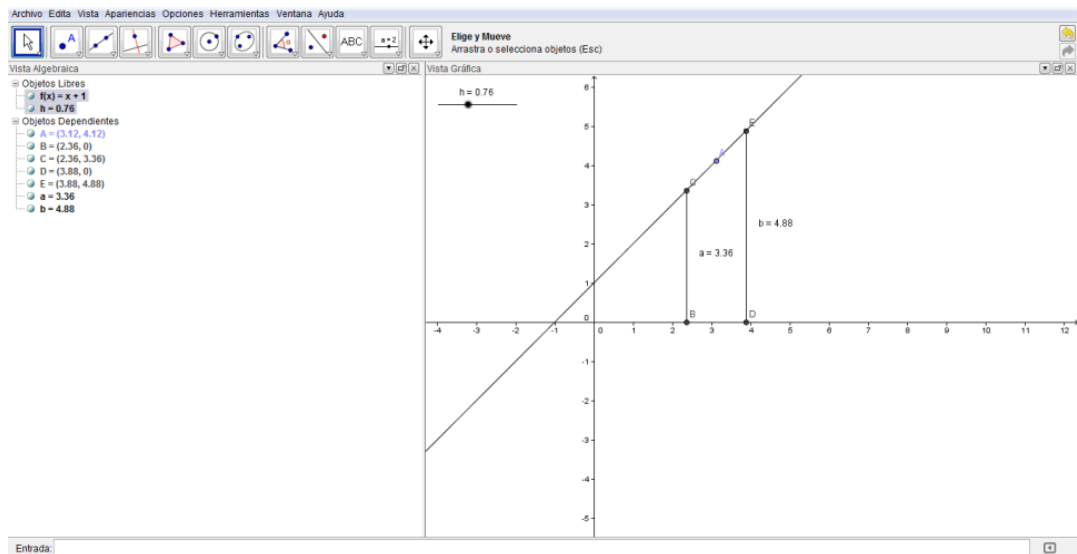 Archivo Edita Vista Apariencias Opciones Herramientas Ventana Ayuda
A
ABC
a=2
Elige y Mueve
Arrastra o selecciona objetos (Esc)
Vista Algebraica
Objetos Libres
f(x) = x + 1
h = 0.76
Objetos Dependientes
A = (3.12, 4.12)
B = (2.36, 0)
C = (2.36, 3.36)
D = (3.88, 0)
E = (3.88, 4.88)
a = 3.36
b = 4.88
Vista Gráfica
h = 0.76
6
5
4
3
2
1
0
-1
-2
-3
-4
-5
-4 -3 -2 -1 0 1 2 3 4 5 6 7 8 9 10 11 12
E
A
C
b = 4.88
a = 3.36
B
D
Entrada: